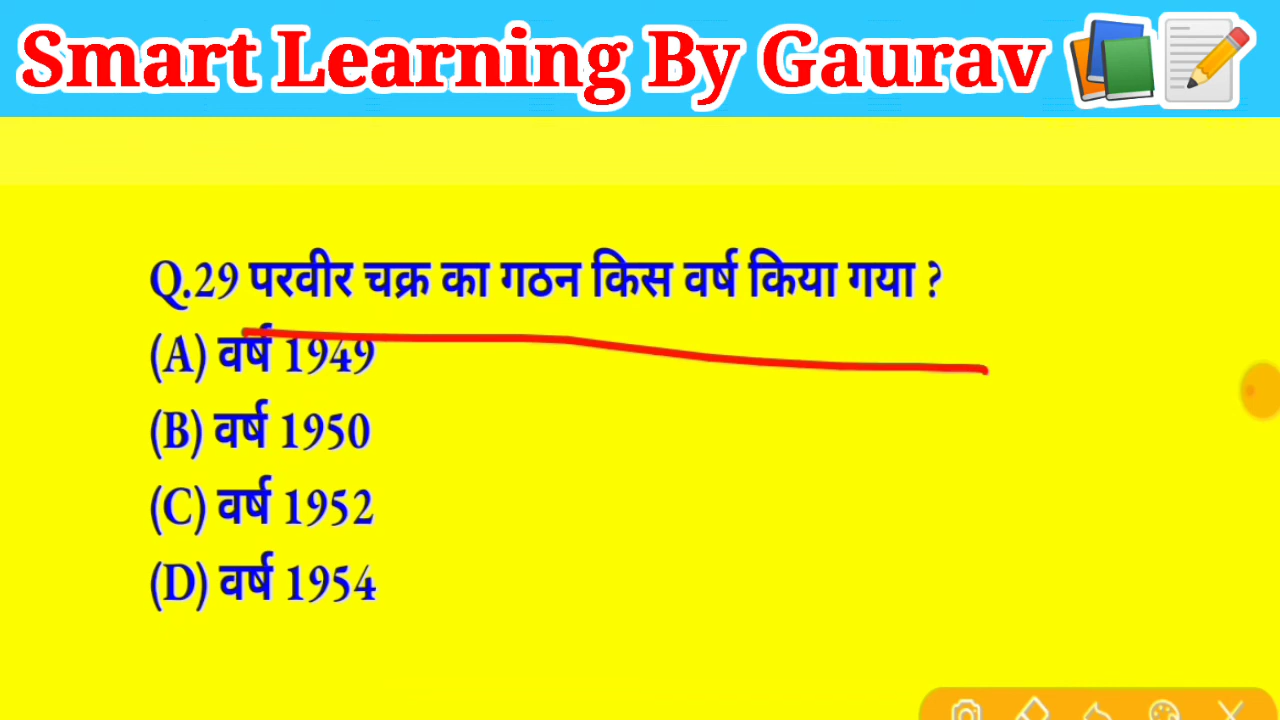 Smart Learning By Gaurav
Q.29 परवीर चक्र का गठन किस वर्ष किया गया ?
(A) वर्ष 1949
(B) वर्ष 1950
(C) वर्ष 1952
(D) वर्ष 1954